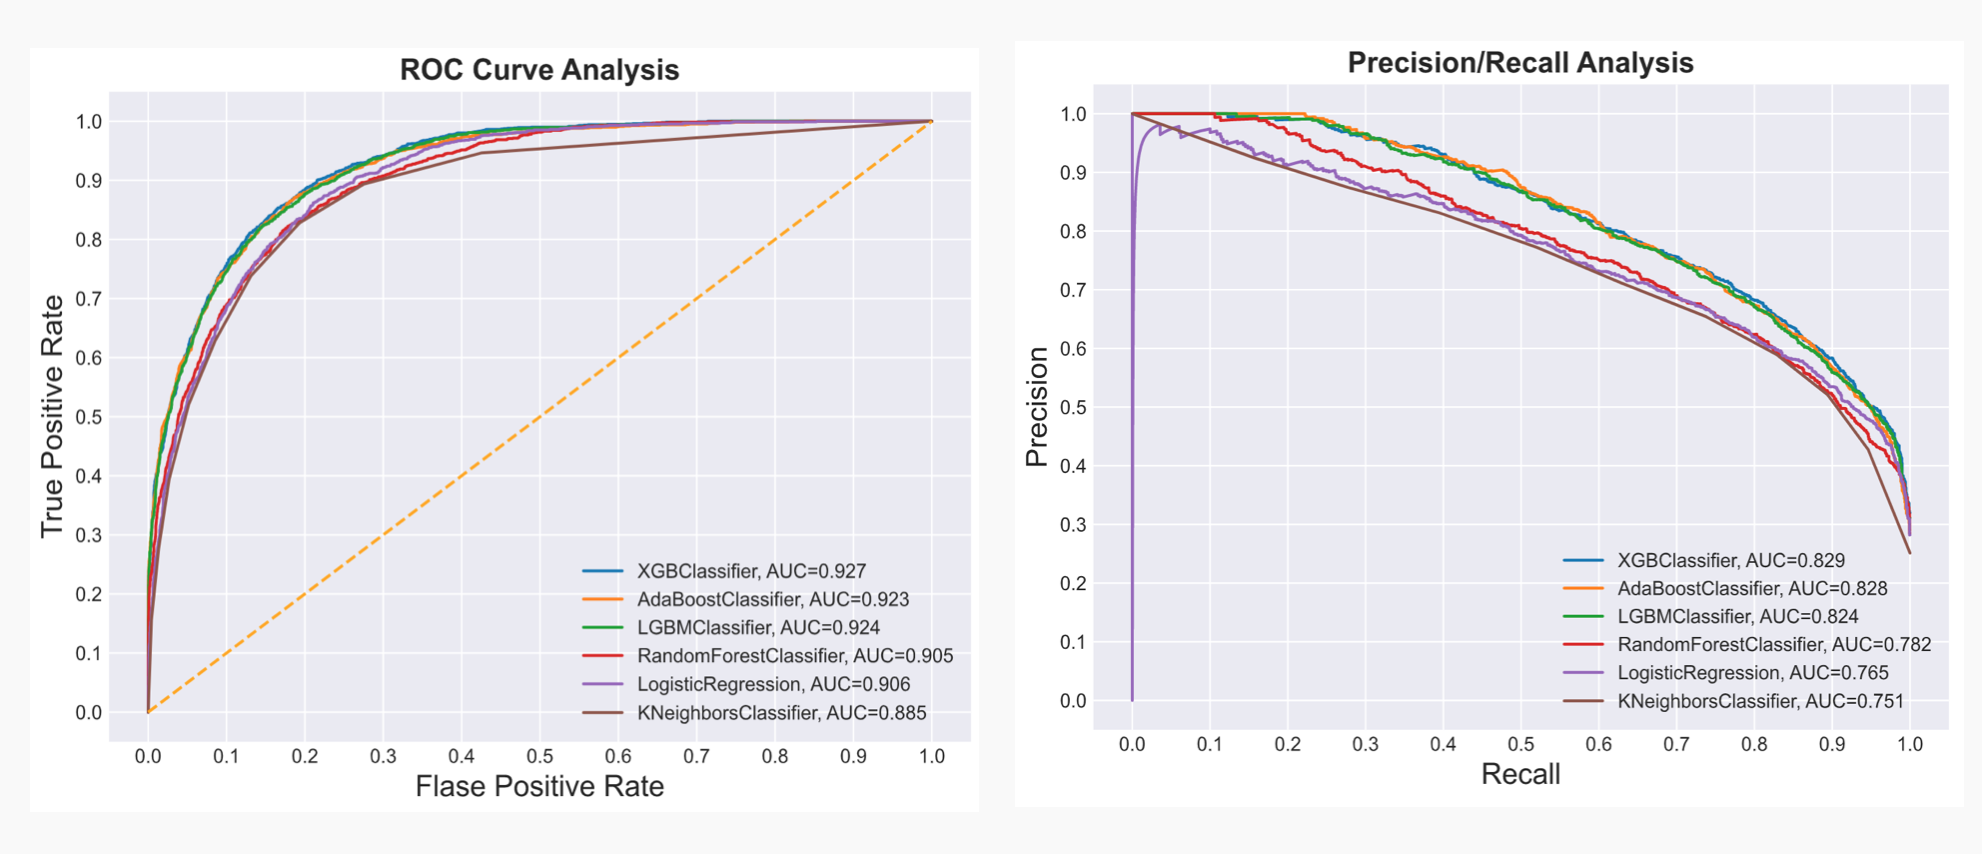 ROC Curve Analysis
True Positive Rate
1.0
0.9
0.8
0.7
0.6
0.5
0.4
0.3
0.2
0.1
0.0
XGBClassifier, AUC=0.927
AdaBoostClassifier, AUC=0.923
LGBMClassifier, AUC=0.924
RandomForestClassifier, AUC=0.905
LogisticRegression, AUC=0.906
KNeighborsClassifier, AUC=0.885
0.0 0.1 0.2 0.3 0.4 0.5 0.6 0.7 0.8 0.9 1.0
Flase Positive Rate
Precision/Recall Analysis
Precision
1.0
0.9
0.8
0.7
0.6
0.5
0.4
0.3
0.2
0.1
0.0
XGBClassifier, AUC=0.829
AdaBoostClassifier, AUC=0.828
LGBMClassifier, AUC=0.824
RandomForestClassifier, AUC=0.782
LogisticRegression, AUC=0.765
KNeighborsClassifier, AUC=0.751
0.0 0.1 0.2 0.3 0.4 0.5 0.6 0.7 0.8 0.9 1.0
Recall